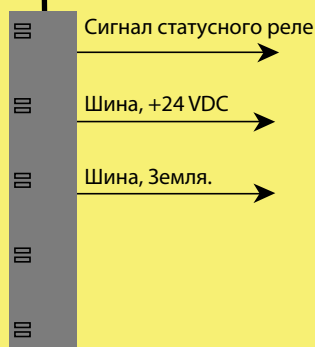 Сигнал статусного реле
Шина, +24 VDC
Шина, Земля.